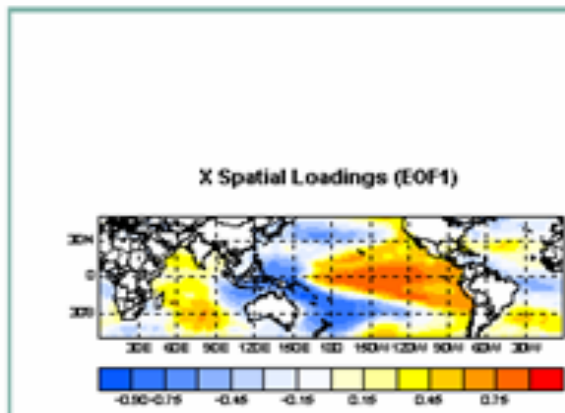 X Spatial Loadings (EOF1)
30N
0
30S
30E 60E 90E 120E 150E 180 150W 120W 90W 60W 30W
-0.90 -0.75 -0.45 -0.15 0.15 0.45 0.75